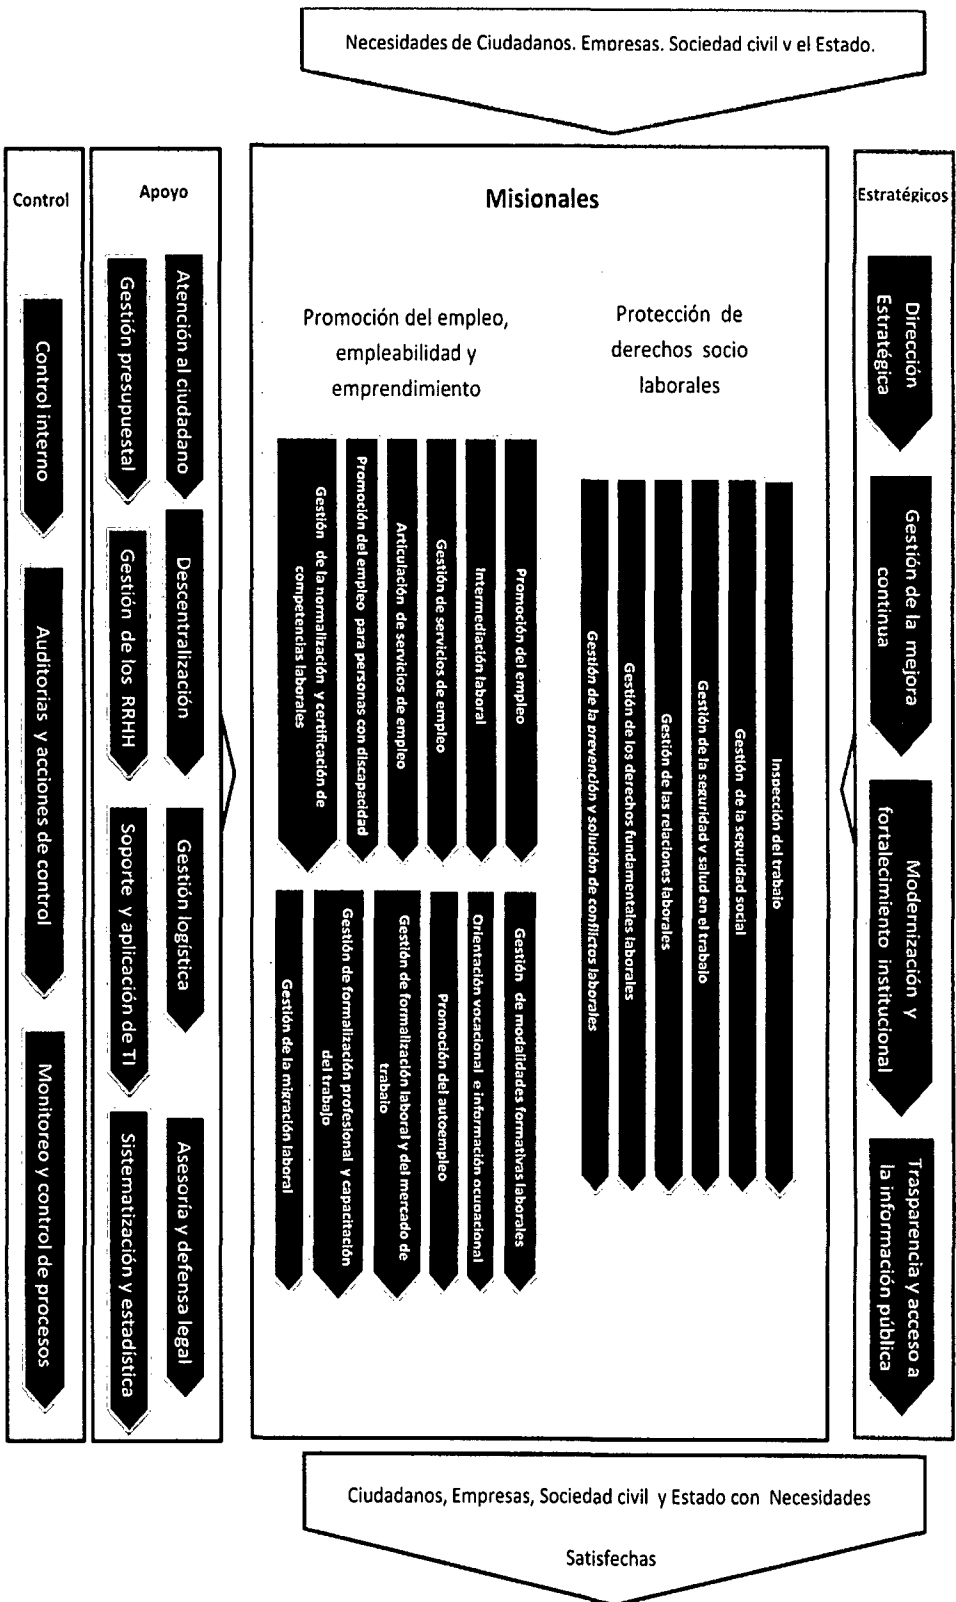 Necesidades de Ciudadanos. Empresas. Sociedad civil v el Estado.
Control
Control interno
Auditorias y acciones de control
Monitoreo y control de procesos
Apoyo
Gestión presupuestal
Gestión de los RRHH
Soporte y aplicación de TI
Sistematización y estadística
Atención al ciudadano
Descentralización
Gestión logística
Asesoría y defensa legal
Misionales
Promoción del empleo,
empleabilidad y
emprendimiento
Gestión de la normalización y certificación de
competencias laborales
Promoción del empleo para personas con discapacidad
Articulación de servicios de empleo
Gestión de servicios de empleo
Intermediación laboral
Promoción del empleo
Gestión de la migración laboral
Gestión de formalización profesional y capacitación
del trabajo
Gestión de formalización laboral y del mercado de
trabaio
Promoción del autoempleo
Orientación vocacional e información ocupacional
Gestión de modalidades formativas laborales
Protección de
derechos socio
laborales
Gestión de la prevención y solución de conflictos laborales
Gestión de los derechos fundamentales laborales
Gestión de las relaciones laborales
Gestión de la seguridad v salud en el trabajo
Gestión de la seguridad social
Inspección del trabaio
Estratégicos
Dirección
Estratégica
Gestión de la mejora
continua
Modernización y
fortalecimiento institucional
Trasparencia y acceso a
la información pública
Ciudadanos, Empresas, Sociedad civil y Estado con Necesidades
Satisfechas